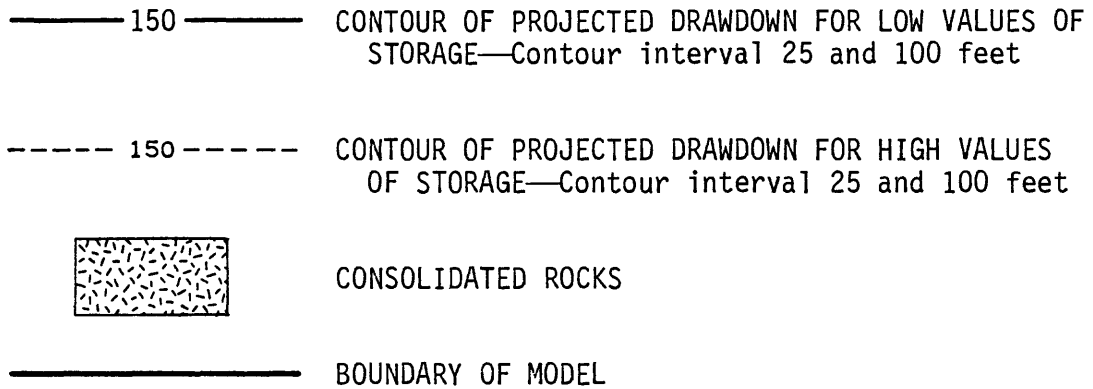 150 CONTOUR OF PROJECTED DRAWDOWN FOR LOW VALUES OF
STORAGE—Contour interval 25 and 100 feet
150 CONTOUR OF PROJECTED DRAWDOWN FOR HIGH VALUES
OF STORAGE—Contour interval 25 and 100 feet
CONSOLIDATED ROCKS
BOUNDARY OF MODEL